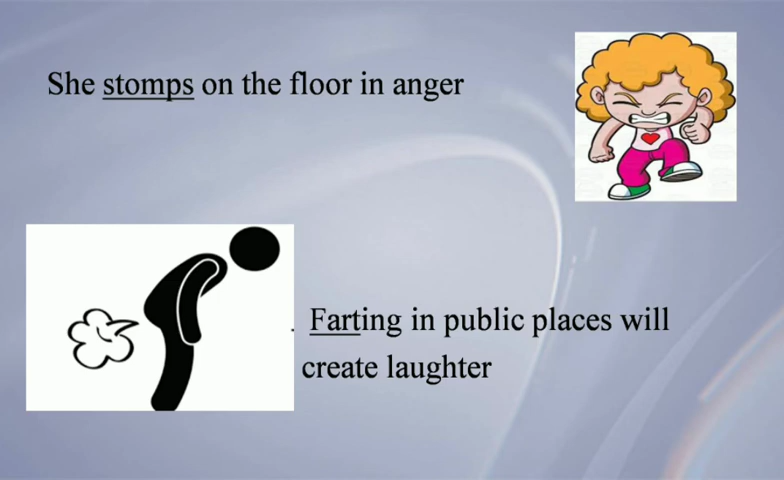 She stomps on the floor in anger
. Farting in public places will
create laughter